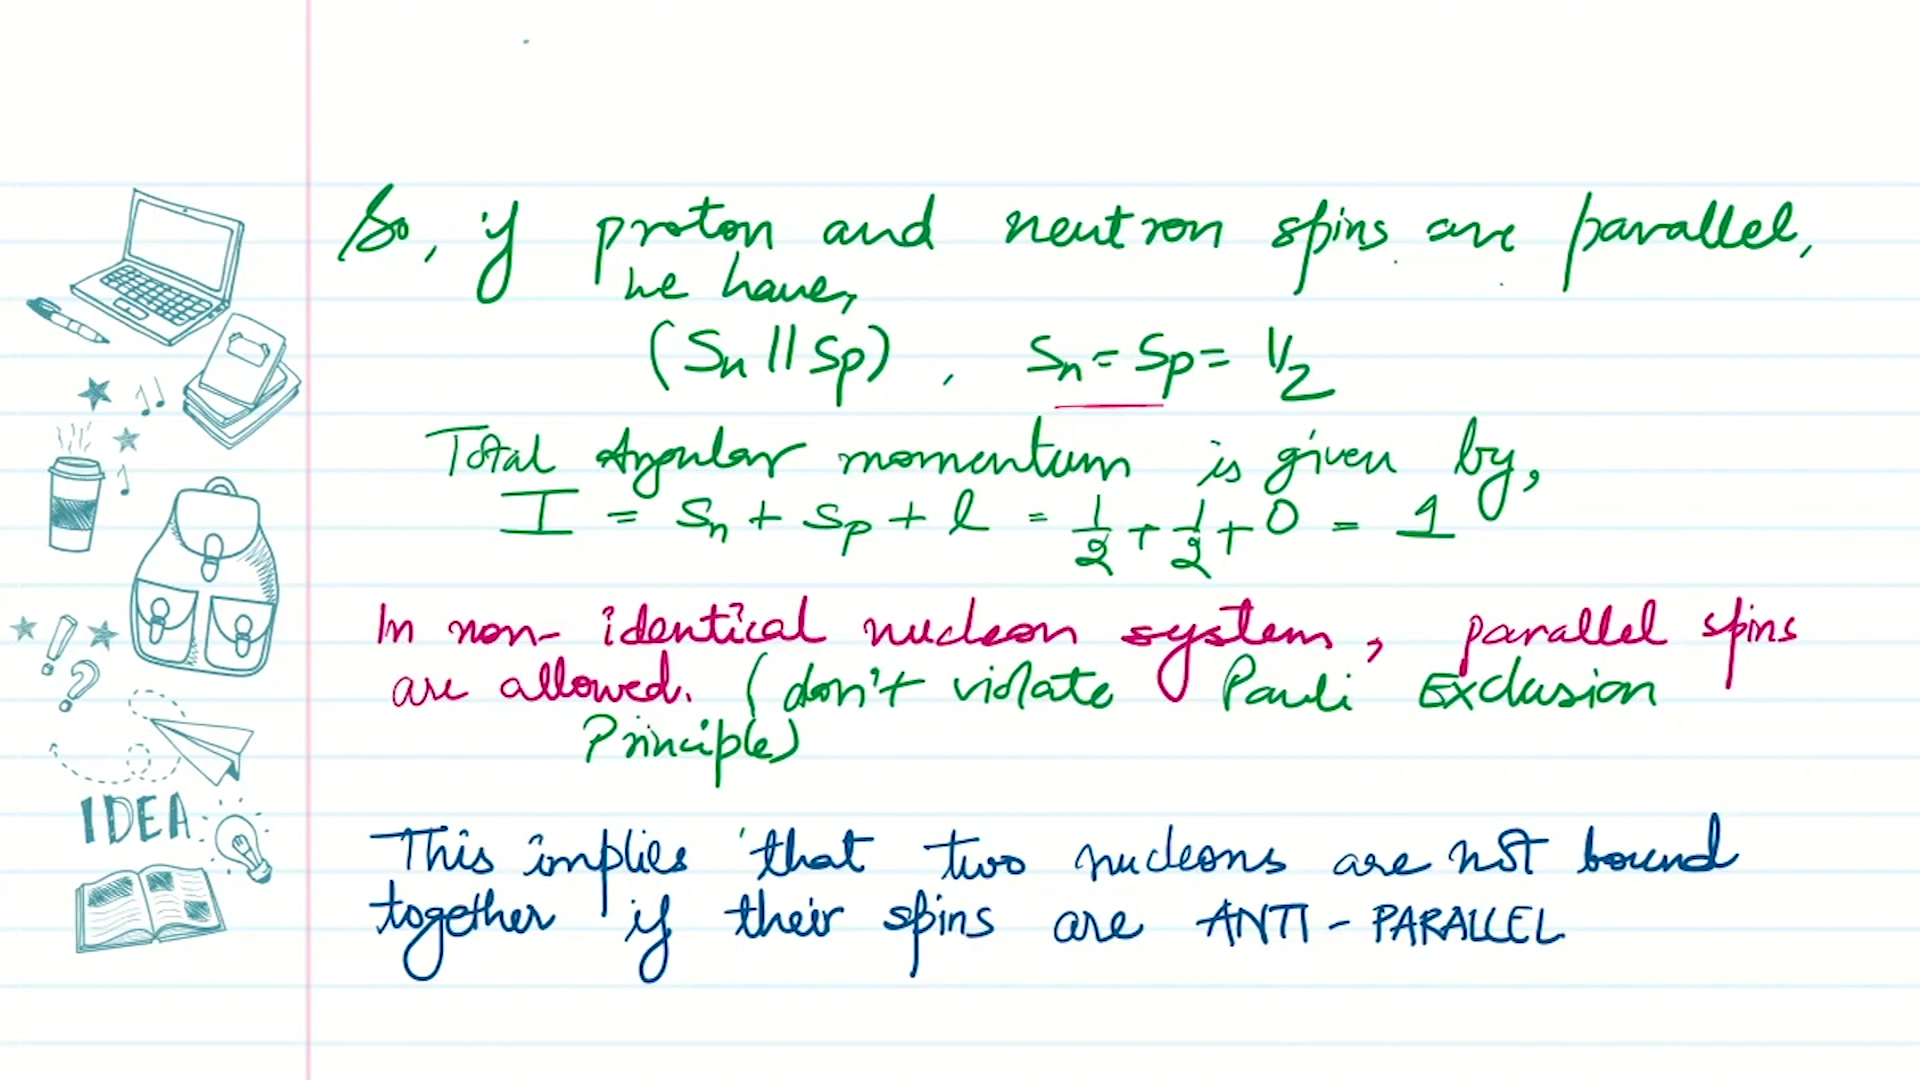 So, if proton and neutron spins are parallel,
we have,
(Sn || Sp) , Sn = Sp = 1/2
Total Angular momentum is given by,
I = Sn + Sp + l = 1/2 + 1/2 + 0 = 1
In non-identical nucleon system, parallel spins
are allowed. (don't violate Pauli Exclusion
Principle)
This implies that two nucleons are not bound
together if their spins are ANTI-PARALLEL
IDEA